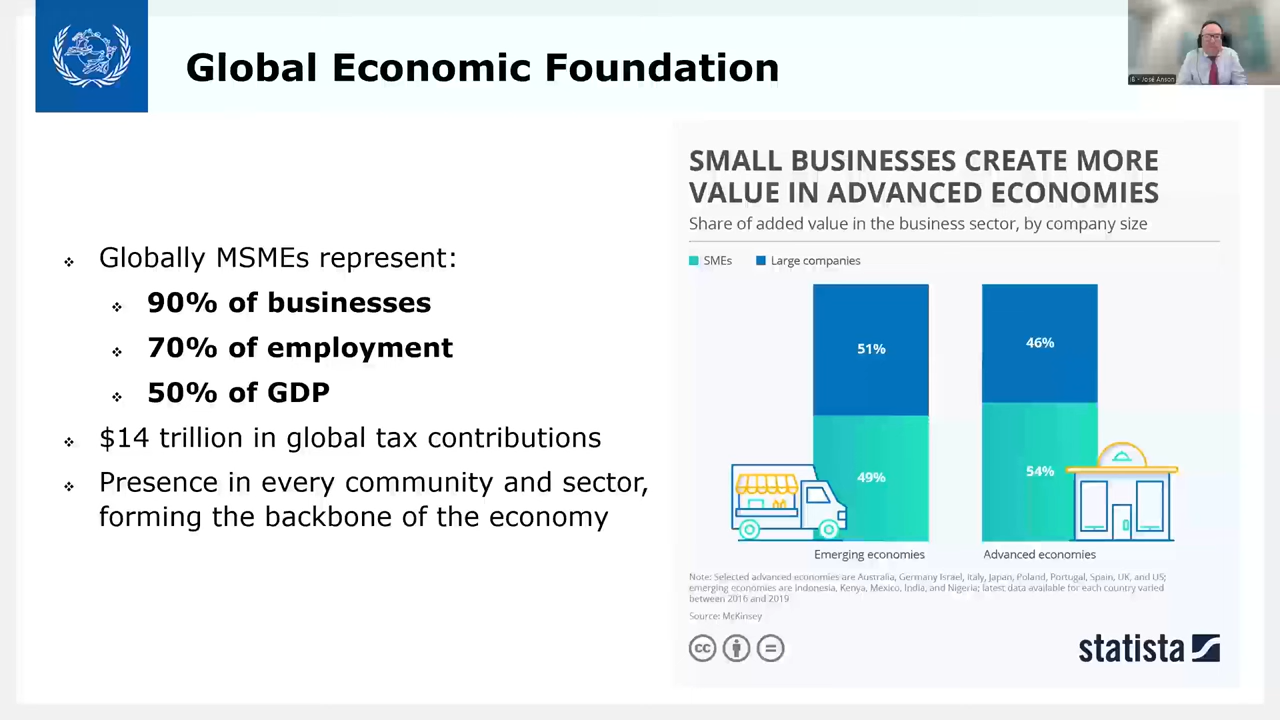 Global Economic Foundation
IB - José Anson
Globally MSMEs represent:
90% of businesses
70% of employment
50% of GDP
$14 trillion in global tax contributions
Presence in every community and sector,
forming the backbone of the economy
SMALL BUSINESSES CREATE MORE
VALUE IN ADVANCED ECONOMIES
Share of added value in the business sector, by company size
SMEs
Large companies
51%
46%
49%
54%
Emerging economies
Advanced economies
Note: Selected advanced economies are Australia, Germany Israel, Italy, Japan, Poland, Portugal, Spain, UK, and US;
emerging economies are Indonesia, Kenya, Mexico, India, and Nigeria; latest data available for each country varied
between 2016 and 2019
Source: McKinsey
cc
statista